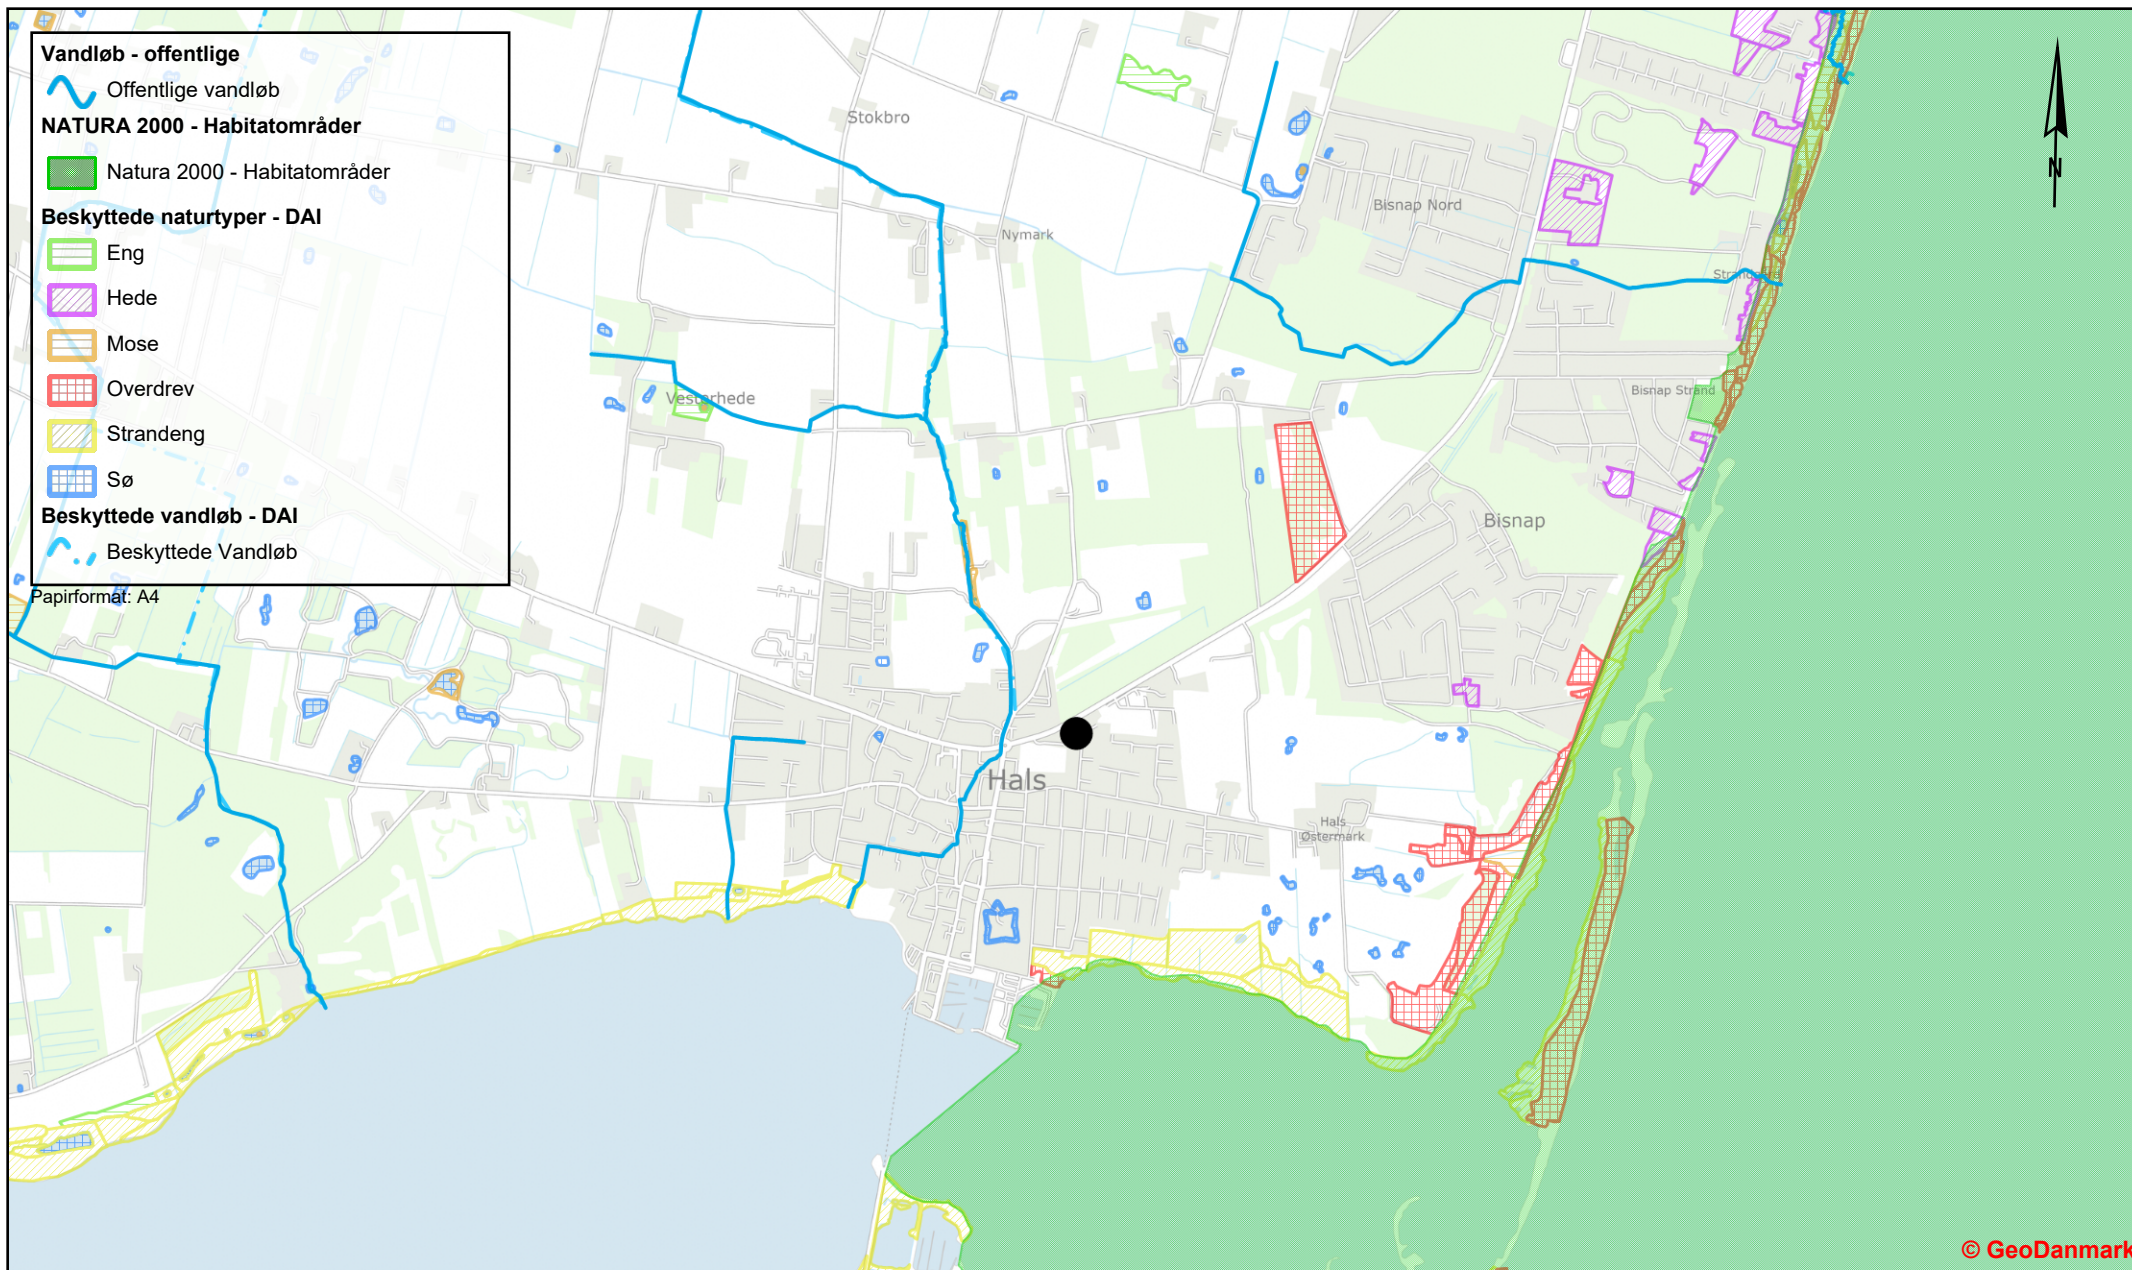 Vandløb - offentlige
Offentlige vandløb
NATURA 2000 - Habitatområder
Natura 2000 - Habitatområder
Beskyttede naturtyper - DAI
Eng
Hede
Mose
Overdrev
Strandeng
Sø
Beskyttede vandløb - DAI
Beskyttede Vandløb
Papirformat: A4
Stokbro
Nymark
Bisnap Nord
N
Vesterhede
Bisnap Strand
Bisnap
Hals
Hals
Østermark
© GeoDanmark